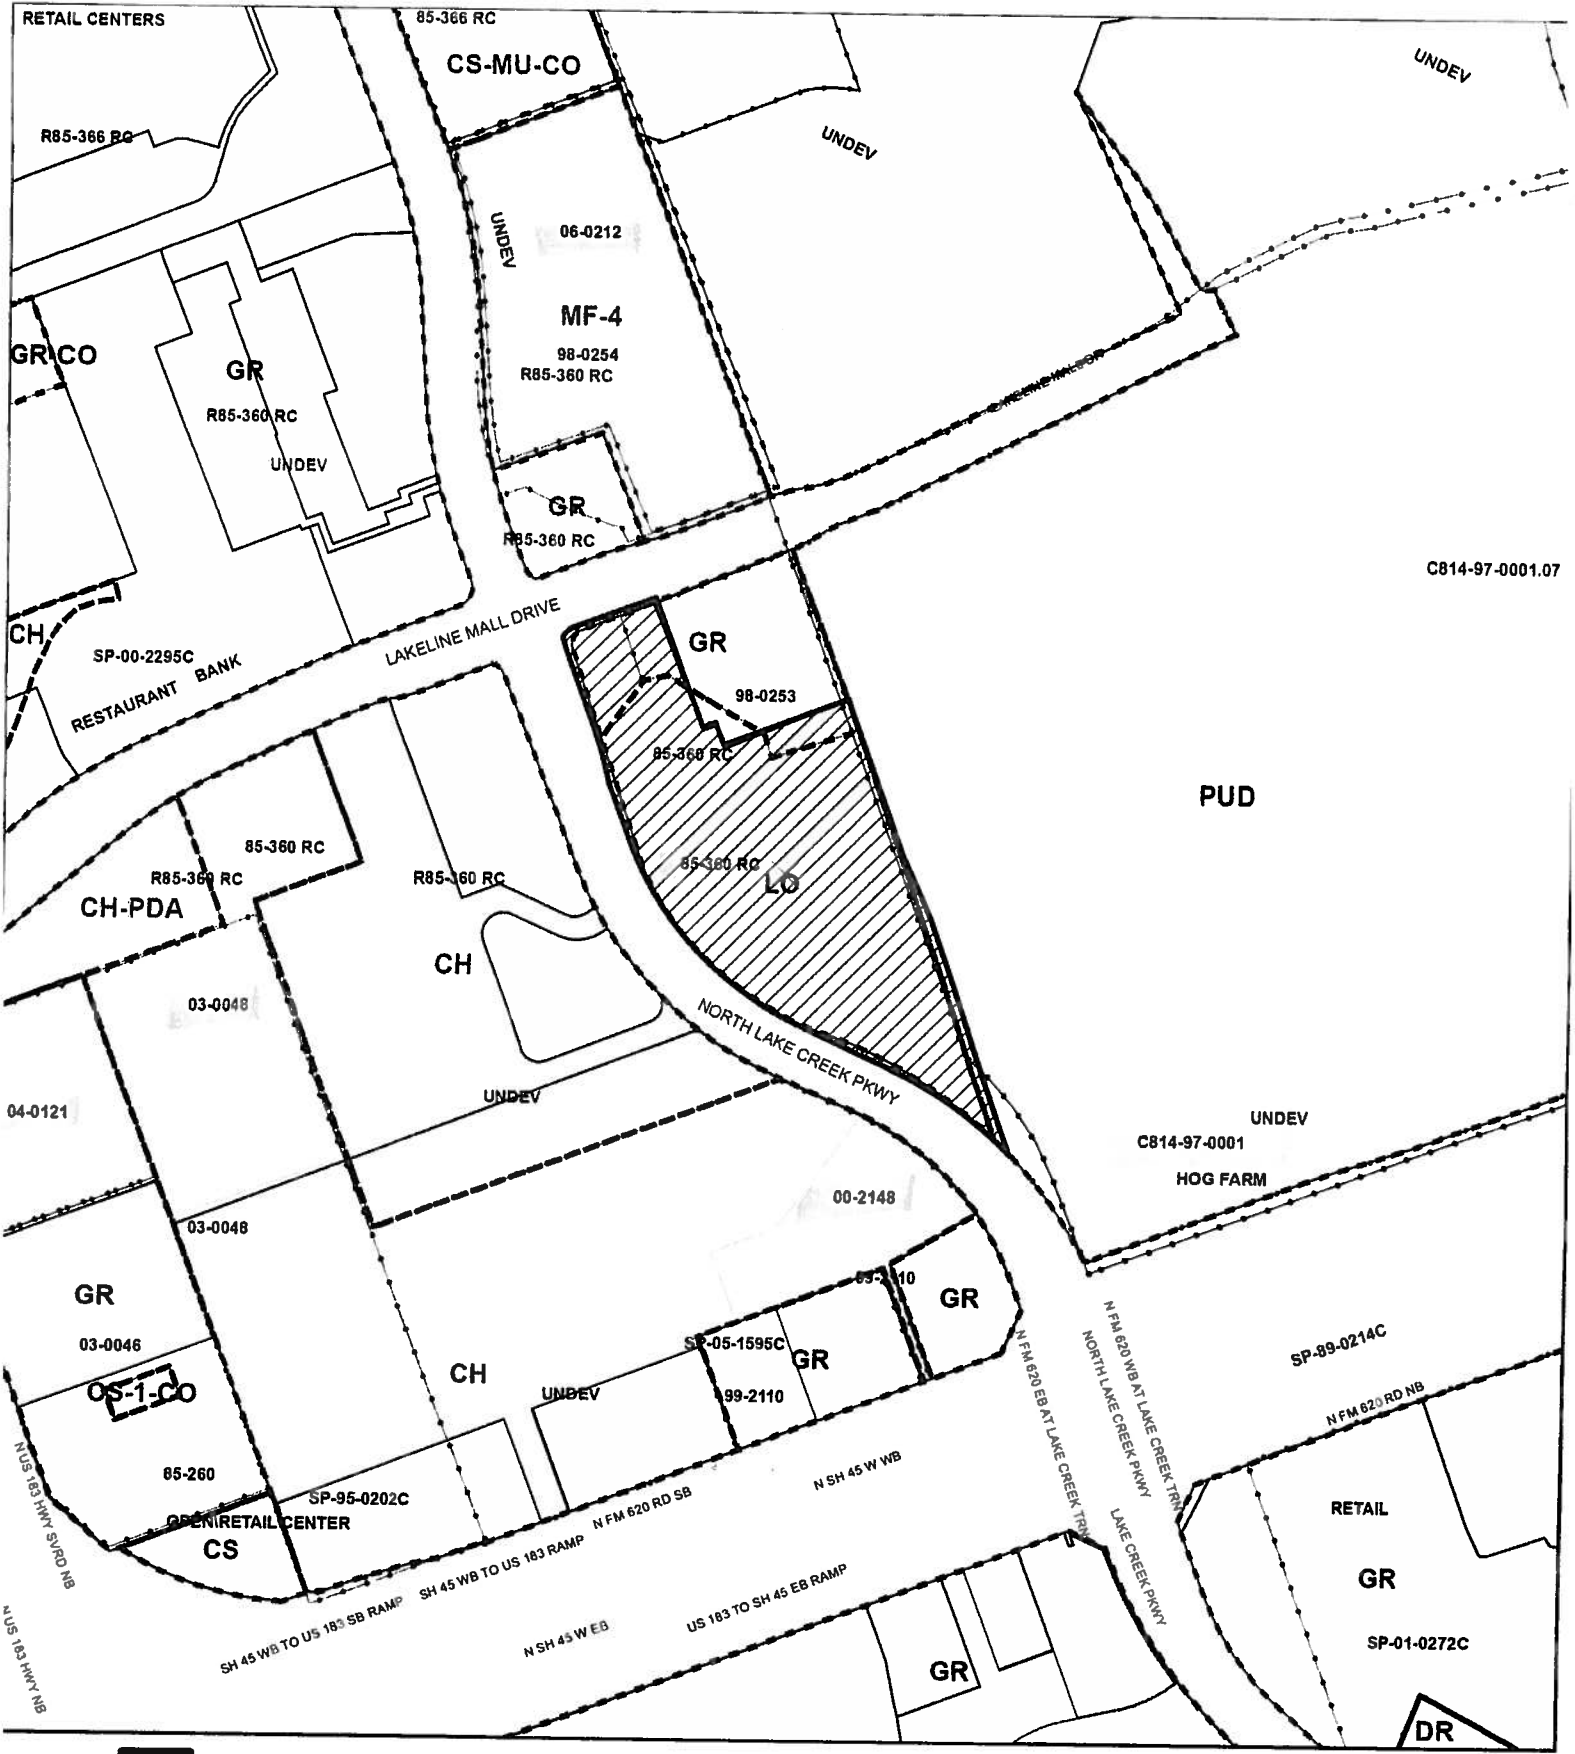 RETAIL CENTERS
85-366 RC
CS-MU-CO
UNDEV
R85-366 RC
UNDEV
UNDEV
06-0212
MF-4
98-0254
R85-360 RC
GR-CO
GR
R85-360 RC
UNDEV
GR
R85-360 RC
C814-97-0001.07
LAKELINE MALL DRIVE
CH
SP-00-2295C
RESTAURANT BANK
GR
98-0253
85-360 RC
PUD
85-360 RC
R85-360 RC
CH-PDA
R85-360 RC
85-360 RC
LO
CH
03-0048
NORTH LAKE CREEK PKWY
UNDEV
04-0121
UNDEV
C814-97-0001
HOG FARM
00-2148
03-0048
GR
03-0046
OS-1-CO
GR
SP-05-1595C
GR
99-2110
CH
UNDEV
N FM 620 EB AT LAKE CREEK TRN
NORTH LAKE CREEK PKWY
N FM 620 WB AT LAKE CREEK TRN
SP-89-0214C
N FM 620 RD NB
N US 183 HWY SVRD NB
85-260
SP-95-0202C
RETAIL CENTER
CS
N SH 45 W WB
N FM 620 RD SB
SH 45 WB TO US 183 RAMP
SH 45 WB TO US 183 SB RAMP
N SH 45 W EB
US 183 TO SH 45 EB RAMP
LAKE CREEK PKWY
RETAIL
GR
SP-01-0272C
N US 183 HWY NB
GR
DR